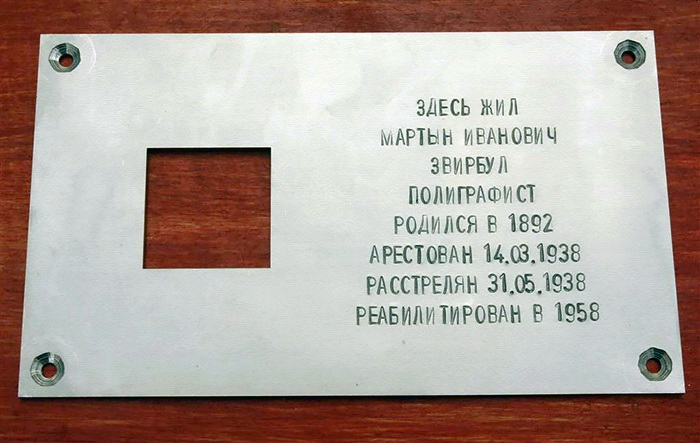 ЗДЕСЬ ЖИЛ
МАРТЫН ИВАНОВИЧ
ЗВИРБУЛ
ПОЛИГРАФИСТ
РОДИЛСЯ В 1892
АРЕСТОВАН 14.03.1938
РАССТРЕЛЯН 31.05.1938
РЕАБИЛИТИРОВАН В 1958